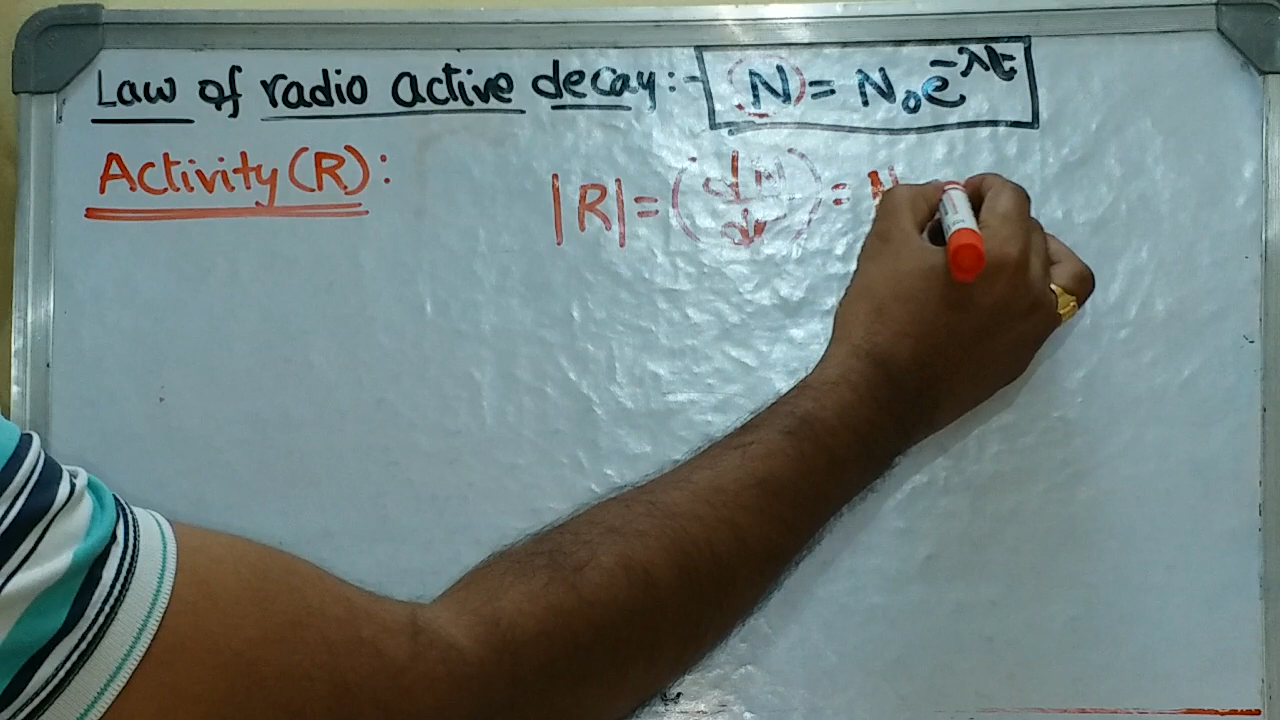 Law of radio active decay:- N = N₀e^-λt
Activity (R): |R| = (dN/dt) = N